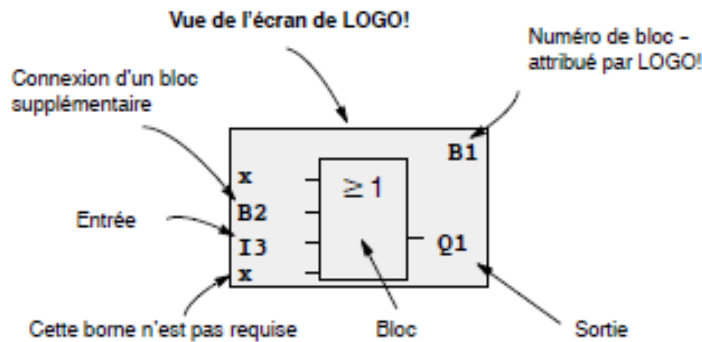 Vue de l'écran de LOGO!
Numéro de bloc –
attribué par LOGO!
Connexion d'un bloc
supplémentaire
B1
x
≥ 1
B2
Entrée
I3
Q1
x
Cette borne n'est pas requise
Bloc
Sortie